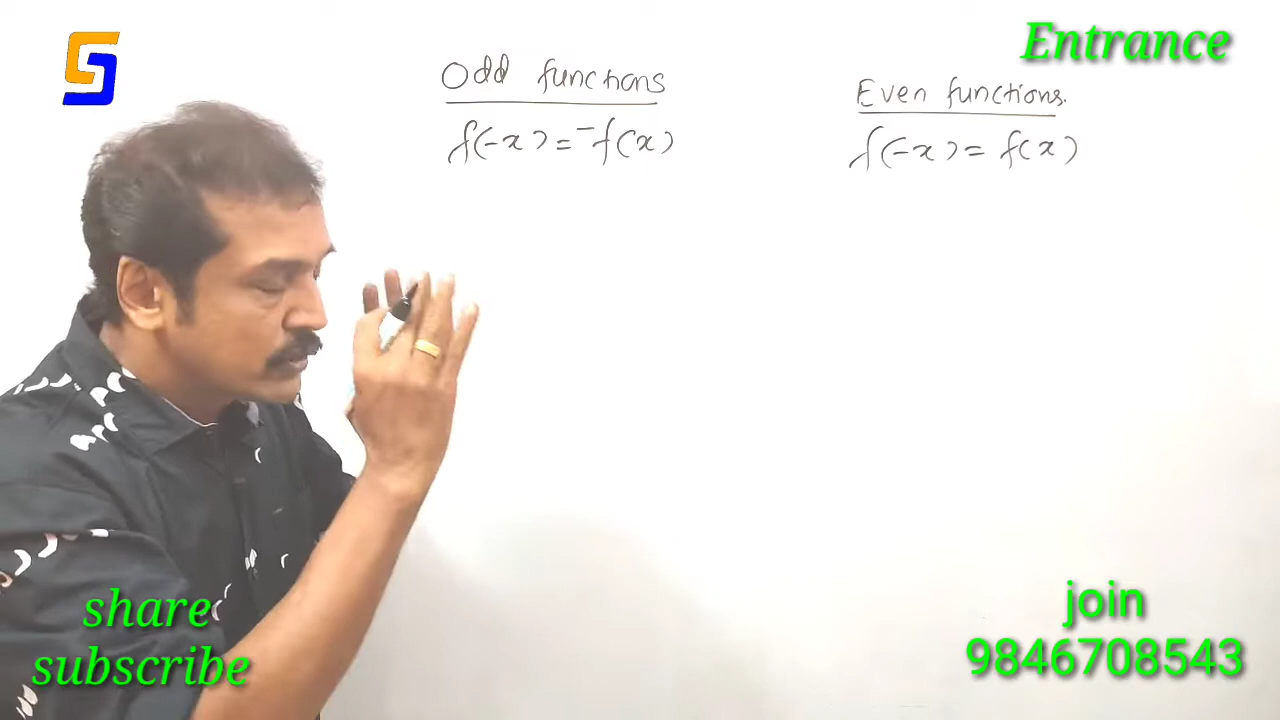 Entrance
Odd functions
f(-x) = -f(x)
Even functions.
f(-x) = f(x)
share
subscribe
join
9846708543